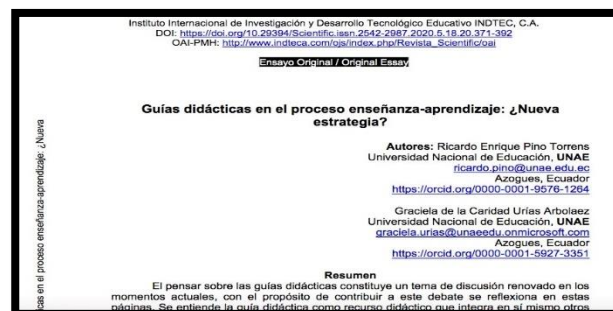 Instituto Internacional de Investigación y Desarrollo Tecnológico Educativo INDTEC, C.A.
DOI: https://doi.org/10.29394/Scientific.issn.2542-2987.2020.5.18.20.371-392
OAI-PMH: http://www.indteca.com/ojs/index.php/Revista_Scientific/oai
Ensayo Original / Original Essay
Guías didácticas en el proceso enseñanza-aprendizaje: ¿Nueva
estrategia?
Autores: Ricardo Enrique Pino Torrens
Universidad Nacional de Educación, UNAE
ricardo.pino@unae.edu.ec
Azogues, Ecuador
https://orcid.org/0000-0001-9576-1264
Graciela de la Caridad Urías Arbolaez
Universidad Nacional de Educación, UNAE
graciela.urias@unaeedu.onmicrosoft.com
Azogues, Ecuador
https://orcid.org/0000-0001-5927-3351
Resumen
El pensar sobre las guías didácticas constituye un tema de discusión renovado en los
momentos actuales, con el propósito de contribuir a este debate se reflexiona en estas
páginas. Se entiende la guía didáctica como recurso didáctico que integra en sí mismo otros
icas en el proceso enseñanza-aprendizaje: ¿Nueva